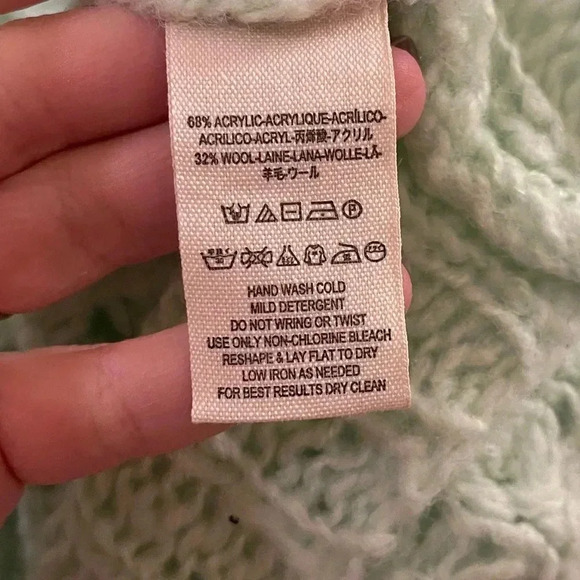 68% ACRYLIC-ACRYLIQUE-ACRÍLICO-
ACRILICO-ACRYL-丙烯酸-アクリル
32% WOOL-LAINE-LANA-WOLLE-LÃ-
羊毛-ウール
HAND WASH COLD
MILD DETERGENT
DO NOT WRING OR TWIST
USE ONLY NON-CHLORINE BLEACH
RESHAPE & LAY FLAT TO DRY
LOW IRON AS NEEDED
FOR BEST RESULTS DRY CLEAN